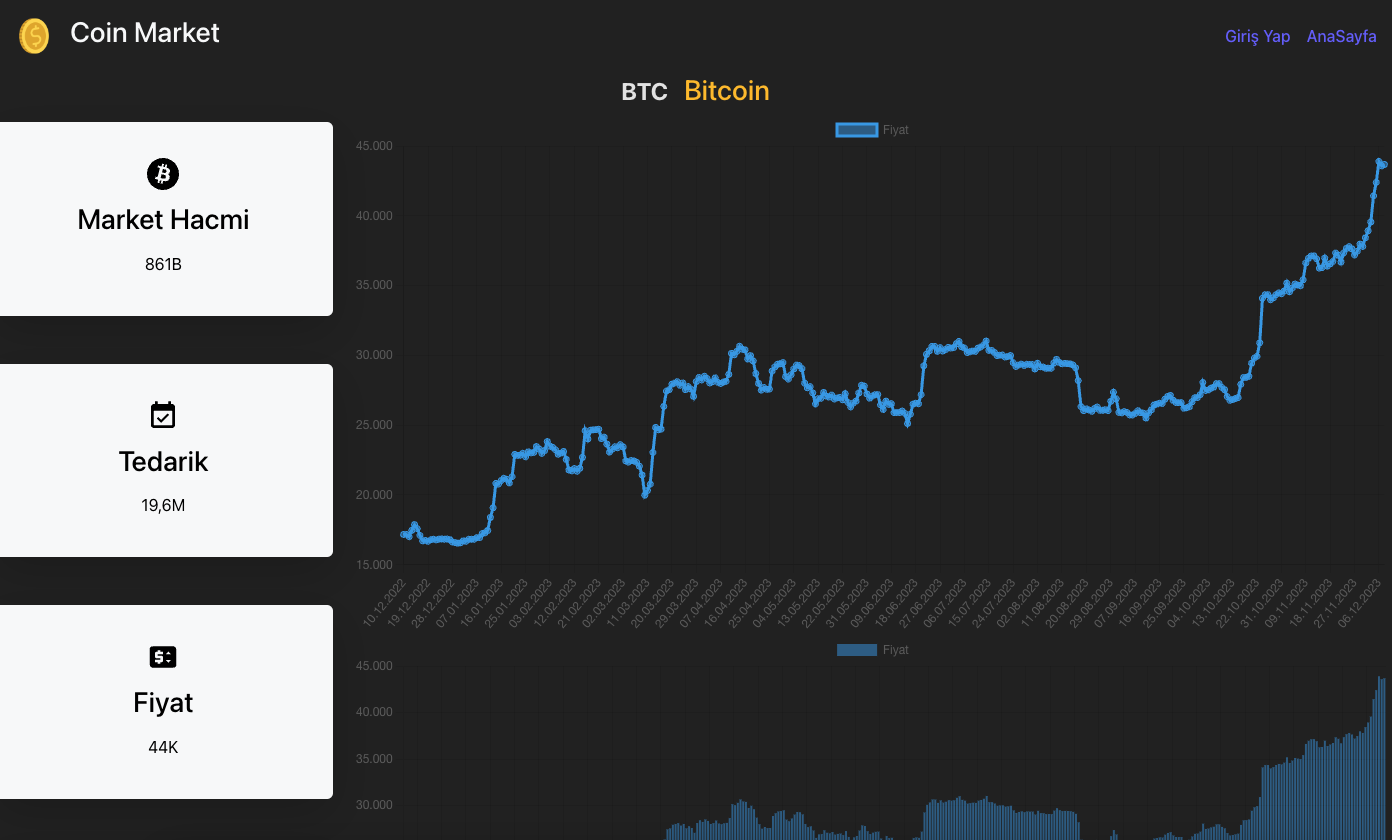 Coin Market
Giriş Yap AnaSayfa
BTC Bitcoin
Market Hacmi
861B
Tedarik
19,6M
Fiyat
44K
Fiyat
45.000
40.000
35.000
30.000
25.000
20.000
15.000
10.12.2022 19.12.2022 28.12.2022 07.01.2023 16.01.2023 25.01.2023 03.02.2023 12.02.2023 21.02.2023 02.03.2023 11.03.2023 20.03.2023 29.03.2023 07.04.2023 16.04.2023 25.04.2023 04.05.2023 13.05.2023 22.05.2023 31.05.2023 09.06.2023 18.06.2023 27.06.2023 06.07.2023 15.07.2023 24.07.2023 02.08.2023 11.08.2023 20.08.2023 29.08.2023 07.09.2023 16.09.2023 25.09.2023 04.10.2023 13.10.2023 22.10.2023 31.10.2023 09.11.2023 18.11.2023 27.11.2023 06.12.2023
Fiyat
45.000
40.000
35.000
30.000